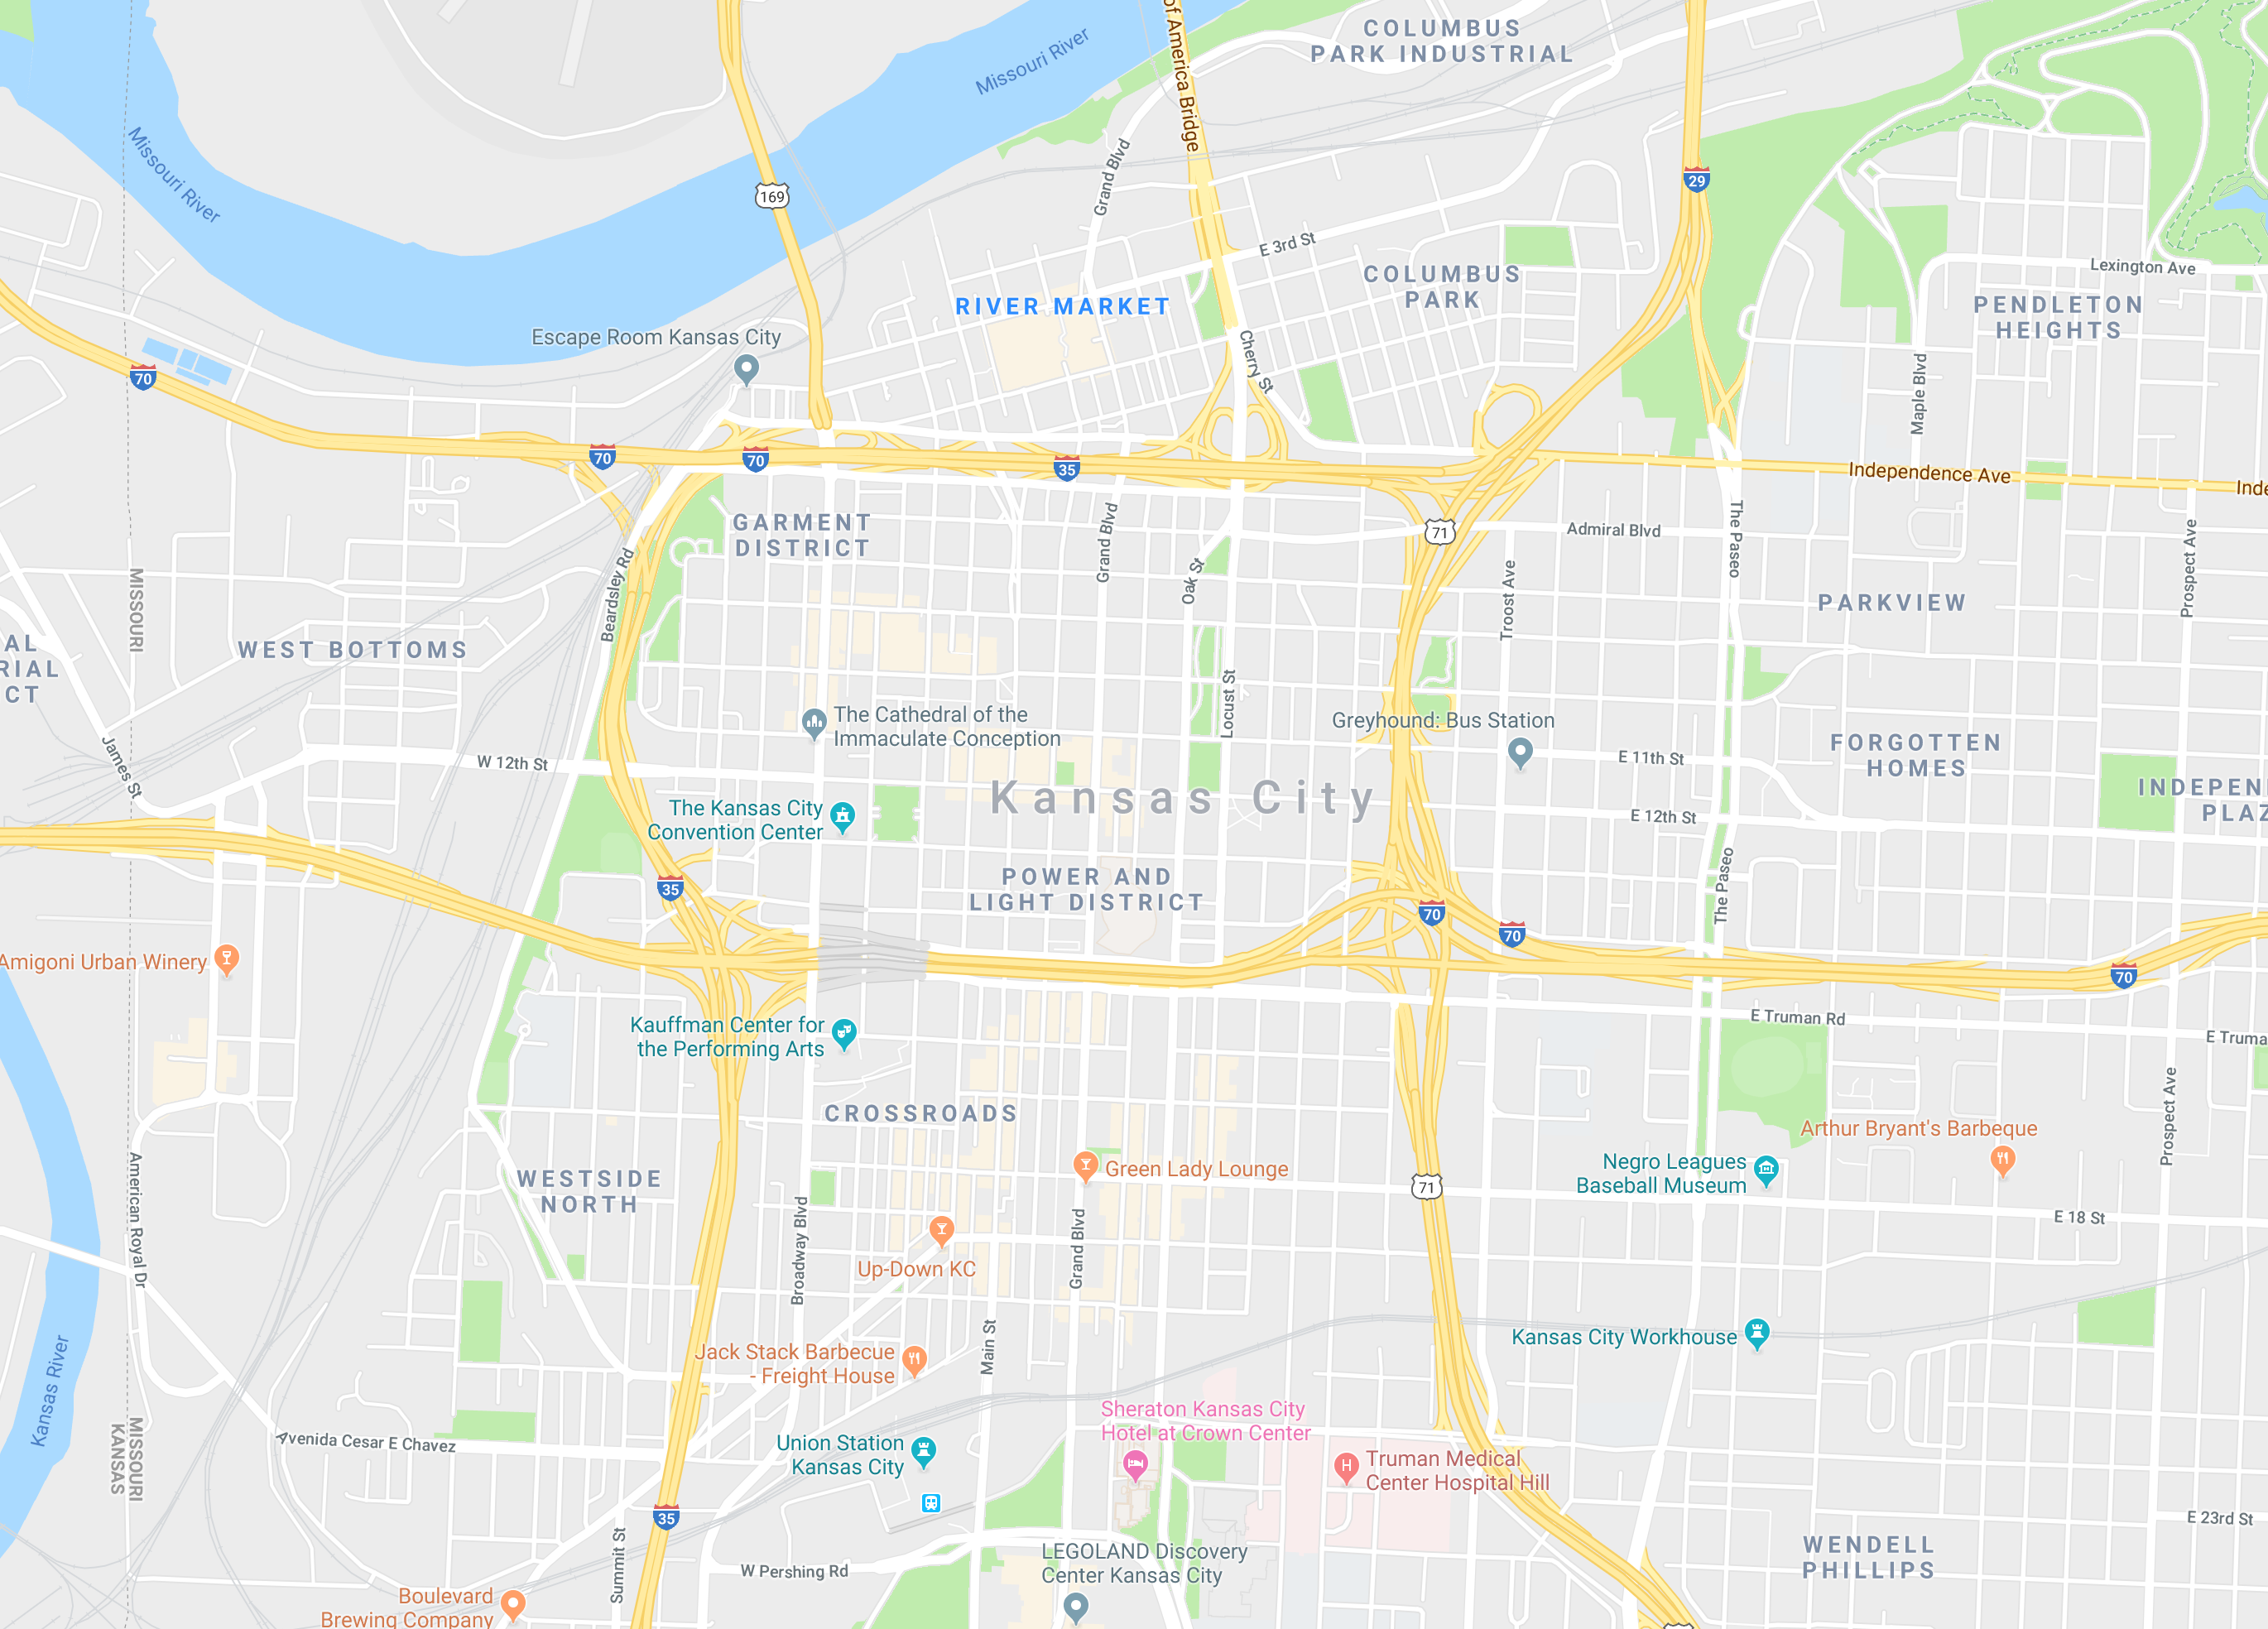 COLUMBUS
PARK INDUSTRIAL
of America Bridge
Missouri River
Missouri River
169
29
Grand Blvd
E 3rd St
COLUMBUS
PARK
Lexington Ave
PENDLETON
HEIGHTS
RIVER MARKET
Escape Room Kansas City
Cherry St
Maple Blvd
70
70
70
35
Independence Ave
Inde
GARMENT
DISTRICT
71
Admiral Blvd
The Paseo
Prospect Ave
Grand Blvd
Oak St
Troost Ave
Beardsley Rd
MISSOURI
PARKVIEW
AL
RIAL
CT
WEST BOTTOMS
Locust St
The Cathedral of the
Immaculate Conception
Greyhound: Bus Station
James St
W 12th St
E 11th St
FORGOTTEN
HOMES
INDEPEN
PLAZ
Kansas City
The Kansas City
Convention Center
E 12th St
35
POWER AND
LIGHT DISTRICT
70
70
The Paseo
Amigoni Urban Winery
70
E Truman Rd
E Truma
Kauffman Center for
the Performing Arts
CROSSROADS
Prospect Ave
Arthur Bryant's Barbeque
Green Lady Lounge
Negro Leagues
Baseball Museum
WESTSIDE
NORTH
71
E 18 St
American Royal Dr
Broadway Blvd
Grand Blvd
Up-Down KC
Kansas City Workhouse
Main St
Jack Stack Barbecue
- Freight House
Kansas River
Sheraton Kansas City
Hotel at Crown Center
Avenida Cesar E Chavez
Union Station
Kansas City
Truman Medical
Center Hospital Hill
MISSOURI
KANSAS
35
E 23rd St
Summit St
W Pershing Rd
LEGOLAND Discovery
Center Kansas City
WENDELL
PHILLIPS
Boulevard
Brewing Company